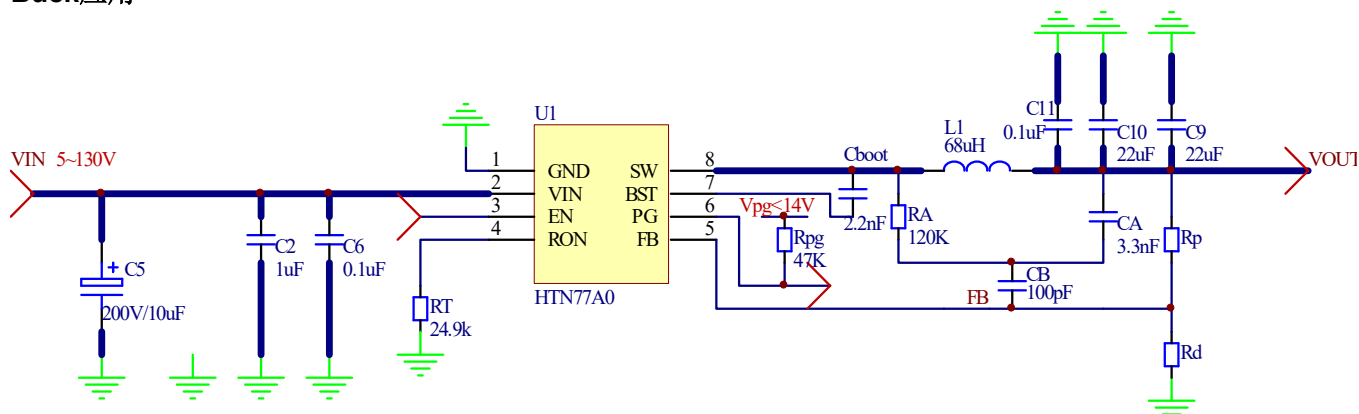 VIN 5~130V
C5
200V/10uF
C2
1uF
C6
0.1uF
U1
1 GND
2 VIN
3 EN
4 RON
SW 8
BST 7
PG 6
FB 5
HTN77A0
RT
24.9k
Cboot
2.2nF
Vpg<14V
Rpg
47K
RA
120K
L1
68uH
C11
0.1uF
C10
22uF
C9
22uF
VOUT
CA
3.3nF
CB
100pF
FB
Rp
Rd